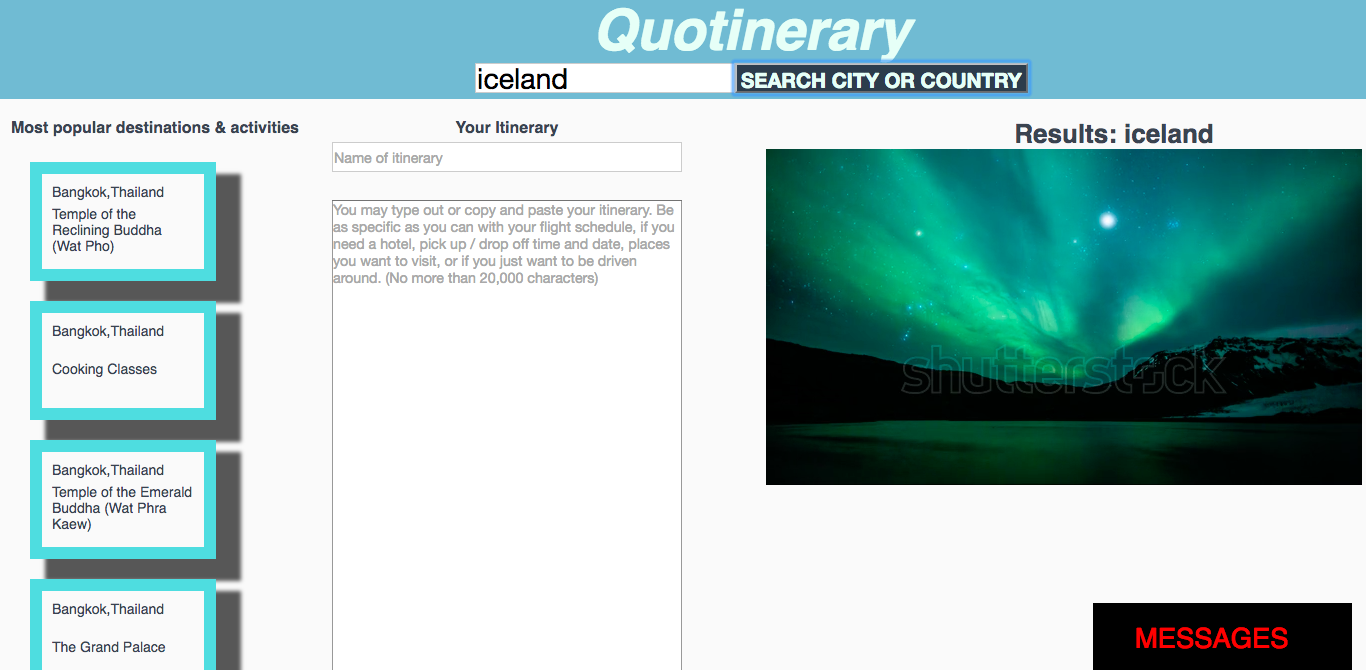 Quotinerary
iceland
SEARCH CITY OR COUNTRY
Most popular destinations & activities
Bangkok,Thailand
Temple of the
Reclining Buddha
(Wat Pho)
Bangkok,Thailand
Cooking Classes
Bangkok,Thailand
Temple of the Emerald
Buddha (Wat Phra
Kaew)
Bangkok,Thailand
The Grand Palace
Your Itinerary
Name of itinerary
You may type out or copy and paste your itinerary. Be
as specific as you can with your flight schedule, if you
need a hotel, pick up / drop off time and date, places
you want to visit, or if you just want to be driven
around. (No more than 20,000 characters)
Results: iceland
shutterstock
MESSAGES